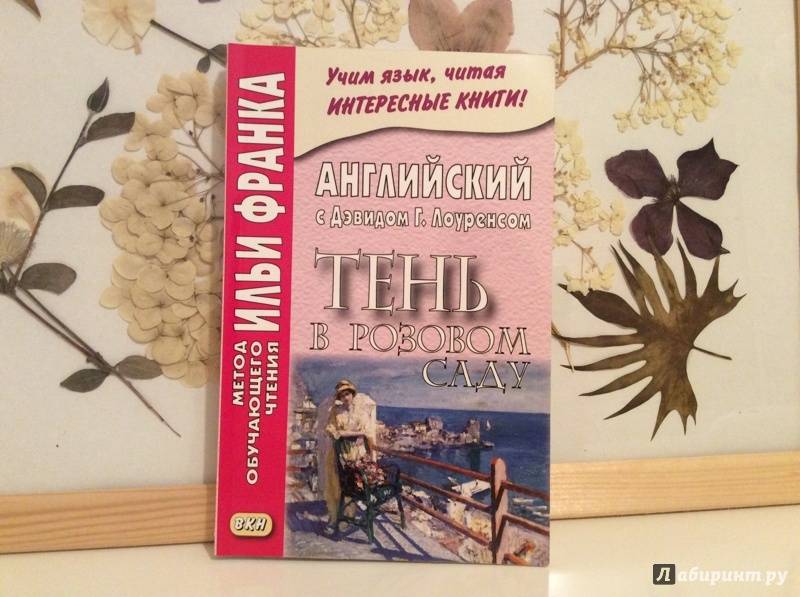 Учим язык, читая
ИНТЕРЕСНЫЕ КНИГИ!
АНГЛИЙСКИЙ
с Дэвидом Г. Лоуренсом
ТЕНЬ
В РОЗОВОМ
САДУ
МЕТОД
ОБУЧАЮЩЕГО
ЧТЕНИЯ
ИЛЬИ ФРАНКА
ВКН
Лабиринт.ру